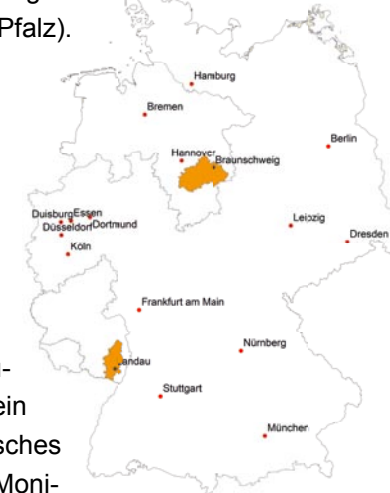 Pfalz).
Hamburg
Bremen
Berlin
Hannover
Braunschweig
Duisburg
Essen
Dortmund
Düsseldorf
Köln
Leipzig
Dresden
Frankfurt am Main
Landau
Nürnberg
Stuttgart
ein
sches
Moni-